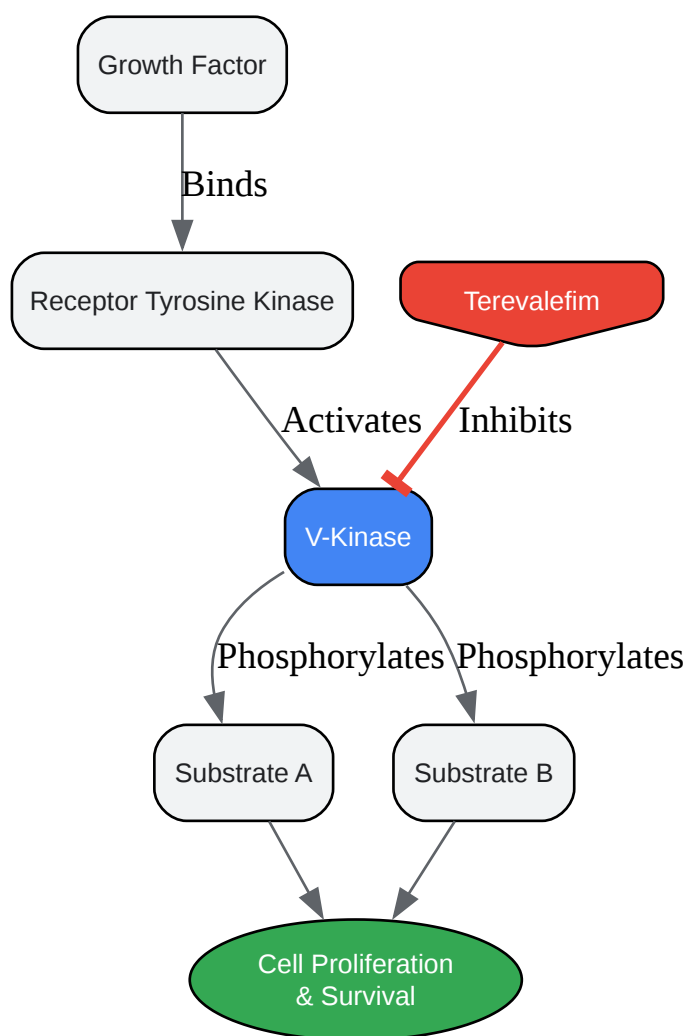 Growth Factor
Binds
Receptor Tyrosine Kinase
Terevalefim
Activates
Inhibits
V-Kinase
Phosphorylates
Phosphorylates
Substrate A
Substrate B
Cell Proliferation
& Survival